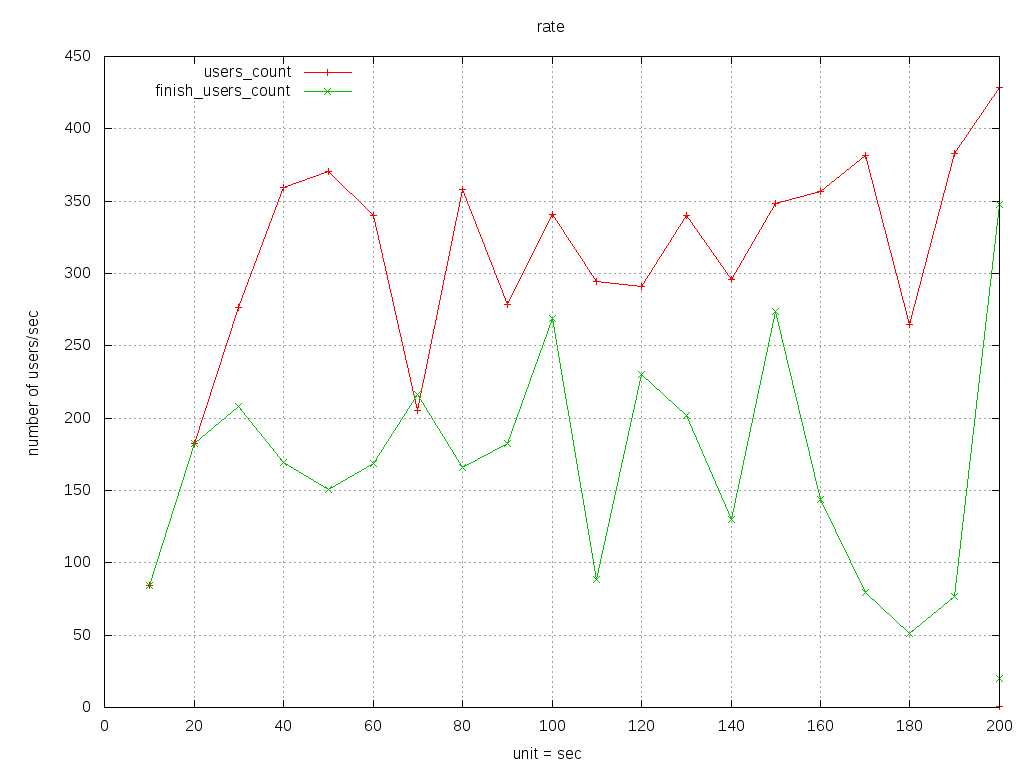 rate
450
400
350
300
250
200
150
100
50
0
users_count
finish_users_count
number of users/sec
0 20 40 60 80 100 120 140 160 180 200
unit = sec